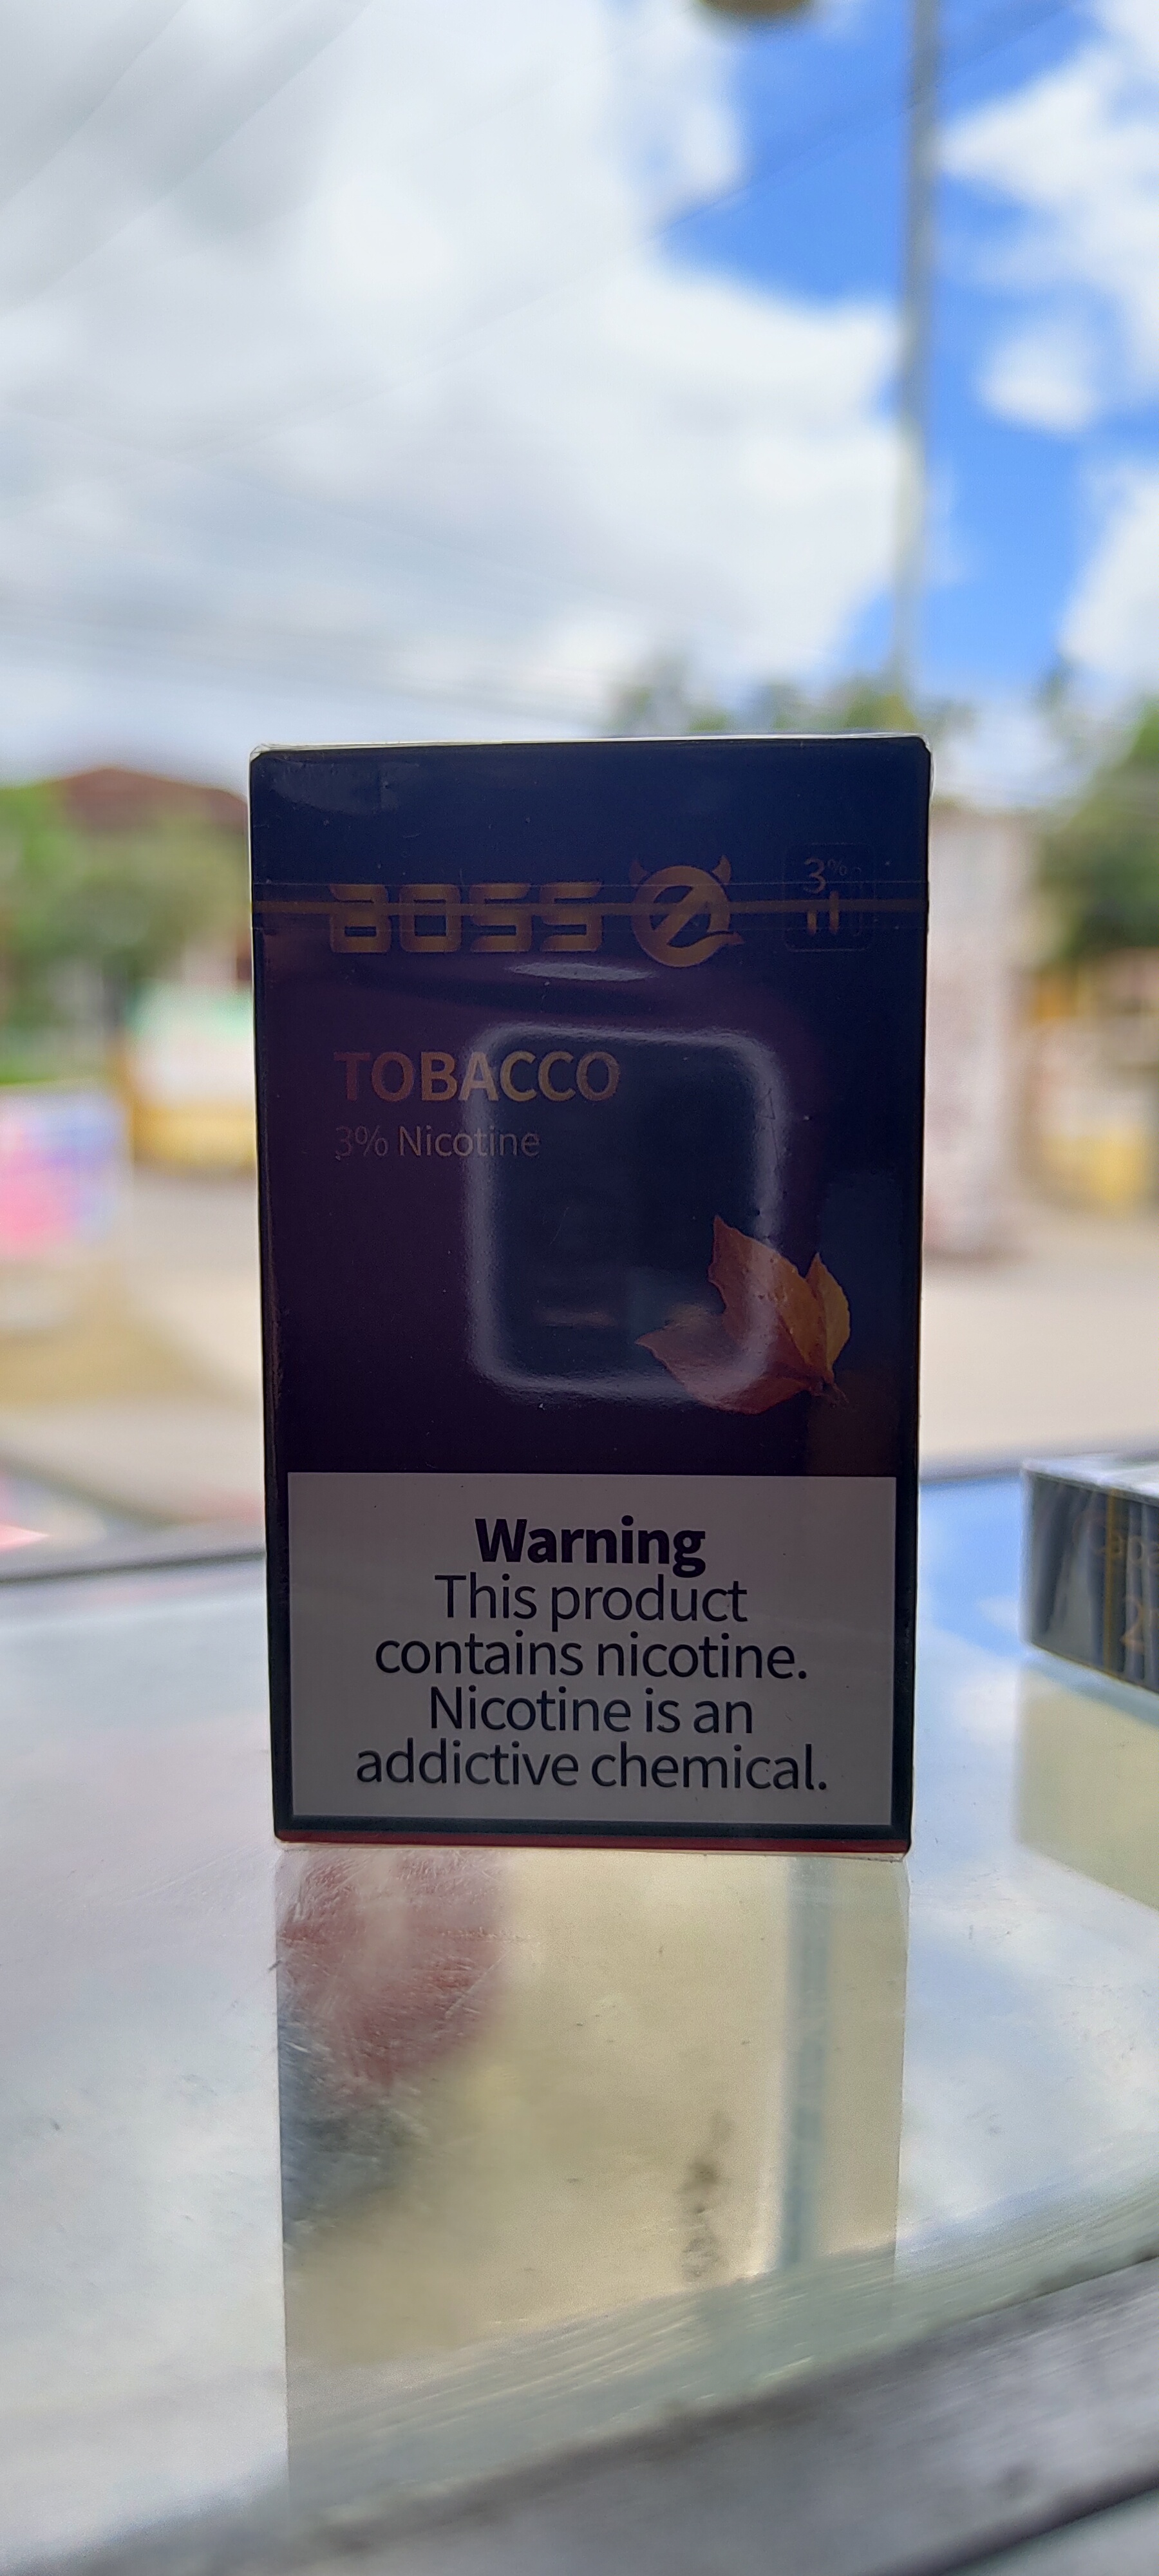 BOSS
3%
TOBACCO
3% Nicotine
Warning
This product
contains nicotine.
Nicotine is an
addictive chemical.